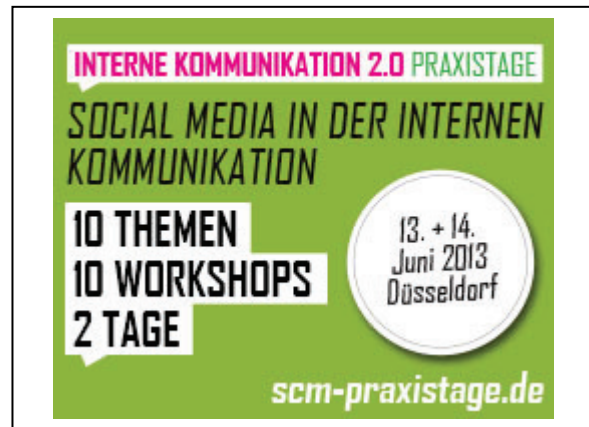 INTERNE KOMMUNIKATION 2.0 PRAXISTAGE
SOCIAL MEDIA IN DER INTERNEN
KOMMUNIKATION
10 THEMEN
10 WORKSHOPS
2 TAGE
13. + 14.
Juni 2013
Düsseldorf
scm-praxistage.de